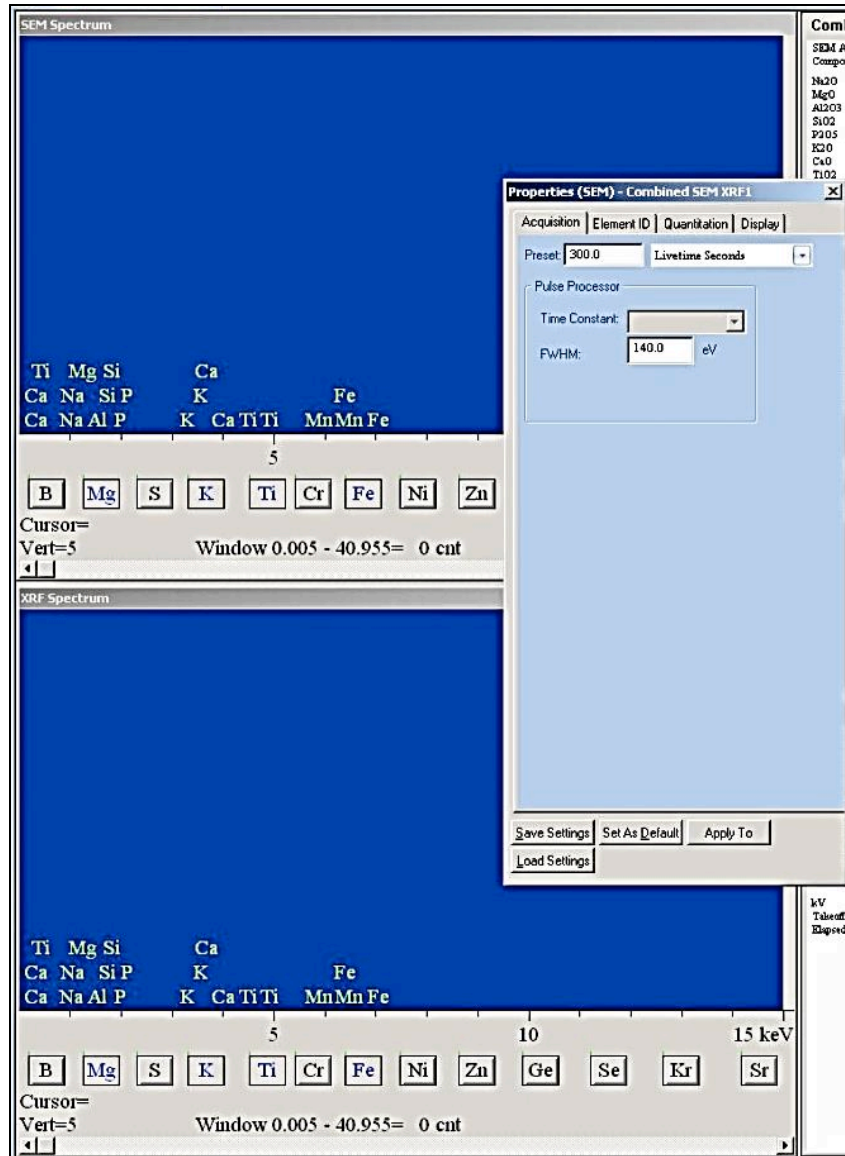 SEM Spectrum
Ti Mg Si Ca
Ca Na Si P K Fe
Ca Na Al P K Ca Ti Ti Mn Mn Fe
5
B Mg S K Ti Cr Fe Ni Zn
Cursor=
Vert=5 Window 0.005 - 40.955= 0 cnt
XRF Spectrum
Ti Mg Si Ca
Ca Na Si P K Fe
Ca Na Al P K Ca Ti Ti Mn Mn Fe
5 10 15 keV
B Mg S K Ti Cr Fe Ni Zn Ge Se Kr Sr
Cursor=
Vert=5 Window 0.005 - 40.955= 0 cnt
Properties (SEM) - Combined SEM XRF1
Acquisition Element ID Quantitation Display
Preset: 300.0 Livetime Seconds
Pulse Processor
Time Constant:
FWHM: 140.0 eV
Save Settings Set As Default Apply To
Load Settings
Comb
SEM A
Compo
Na2O
MgO
Al2O3
SiO2
P2O5
K2O
CaO
TiO2
kV
Takeoff
Elapsed